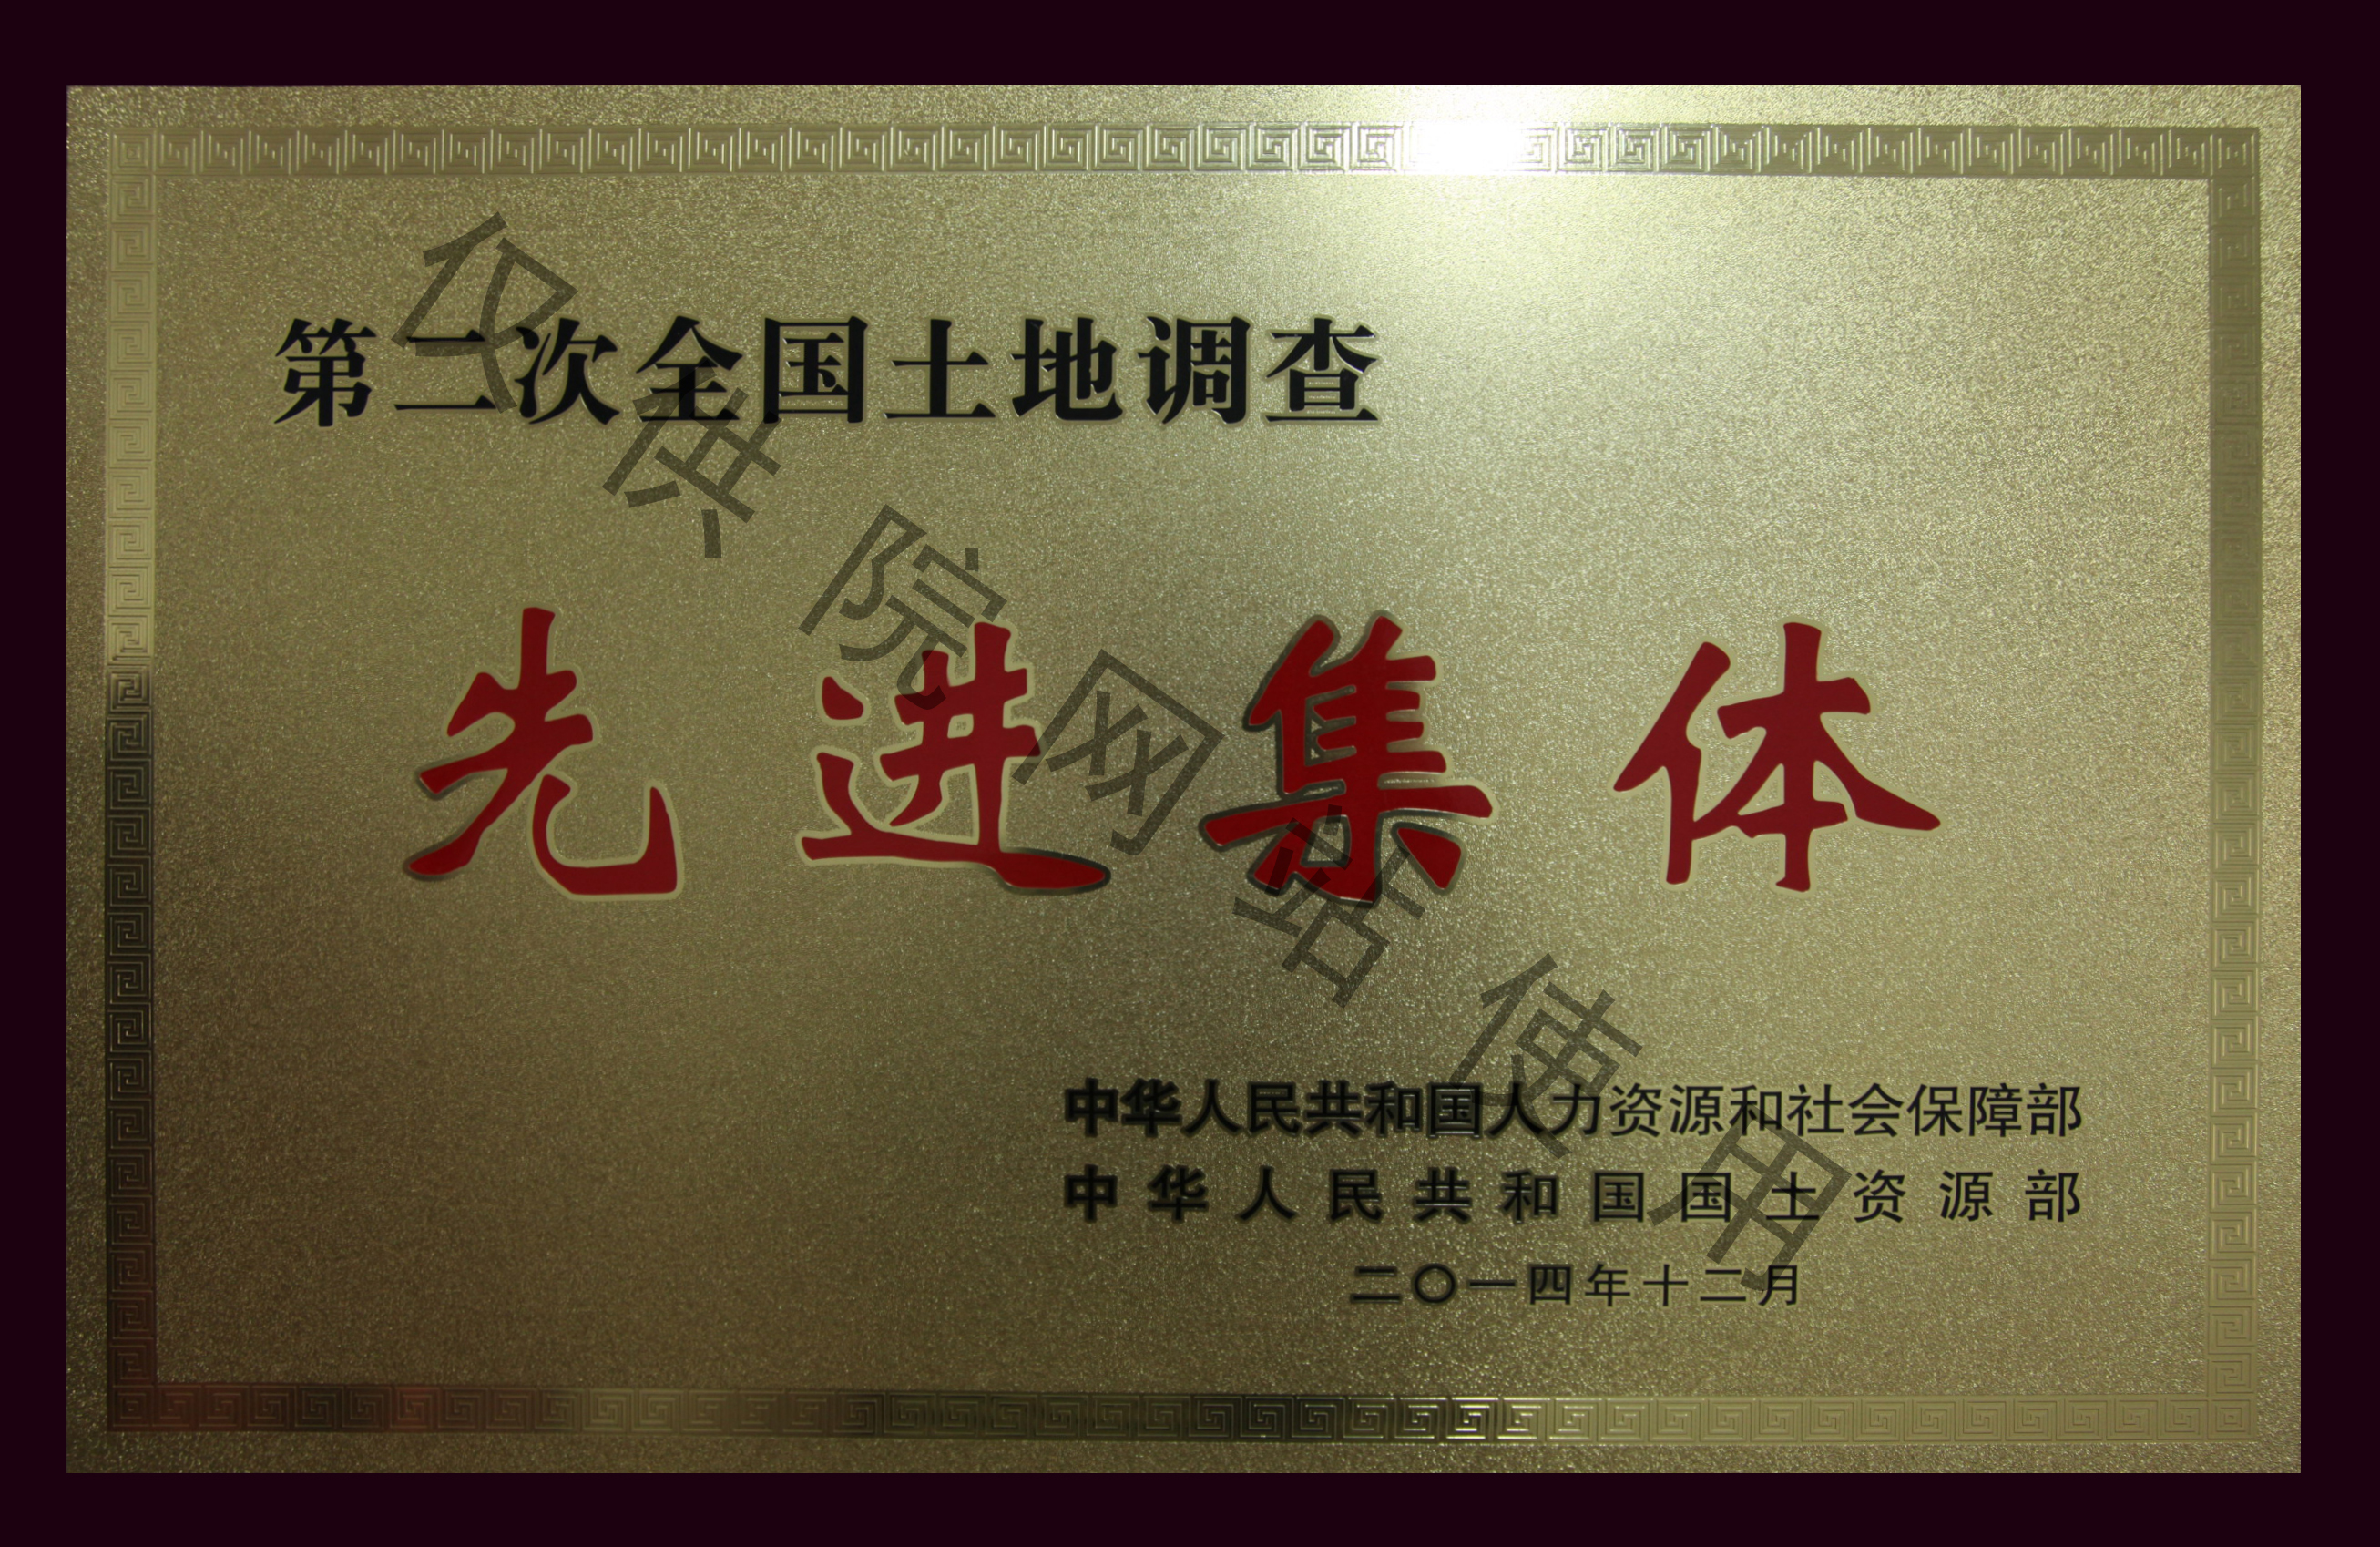 第二次全国土地调查
先进集体
中华人民共和国人力资源和社会保障部
中华人民共和国国土资源部
二〇一四年十二月
仅供院网站使用